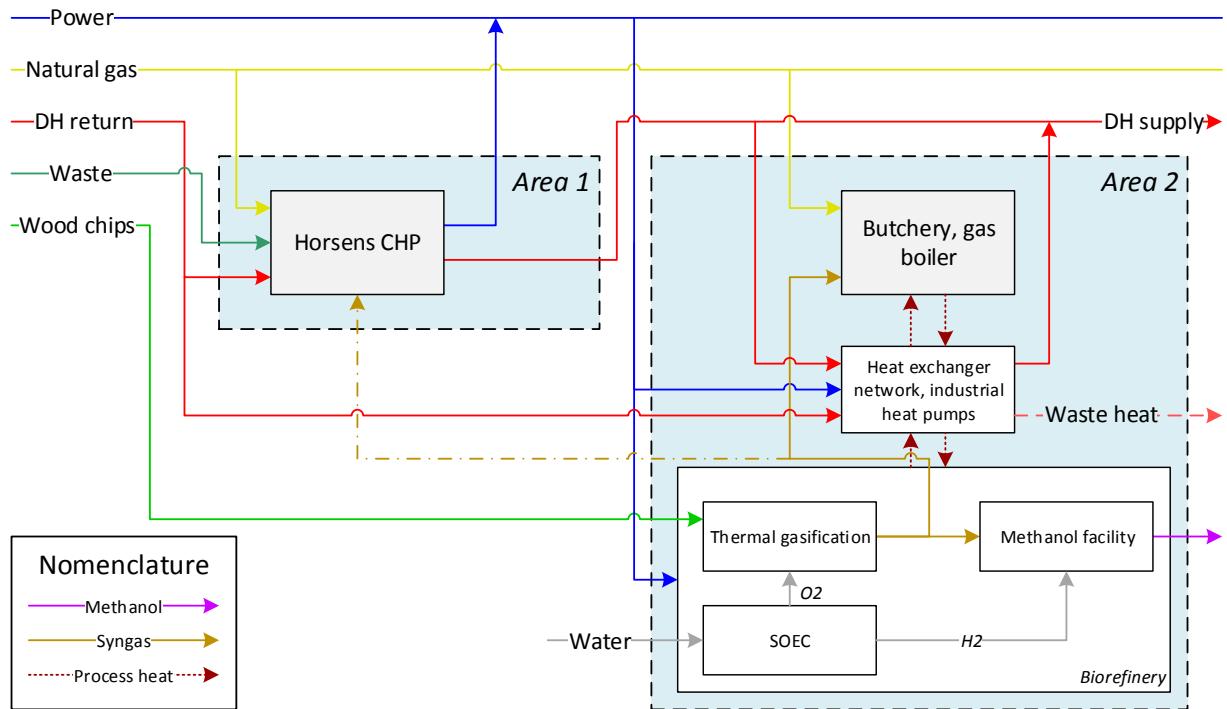 Power
Natural gas
DH return
DH supply
Waste
Area 1
Area 2
Wood chips
Horsens CHP
Butchery, gas
boiler
Heat exchanger
network, industrial
heat pumps
Waste heat
Thermal gasification
Methanol facility
O2
Water
SOEC
H2
Biorefinery
Nomenclature
Methanol
Syngas
Process heat